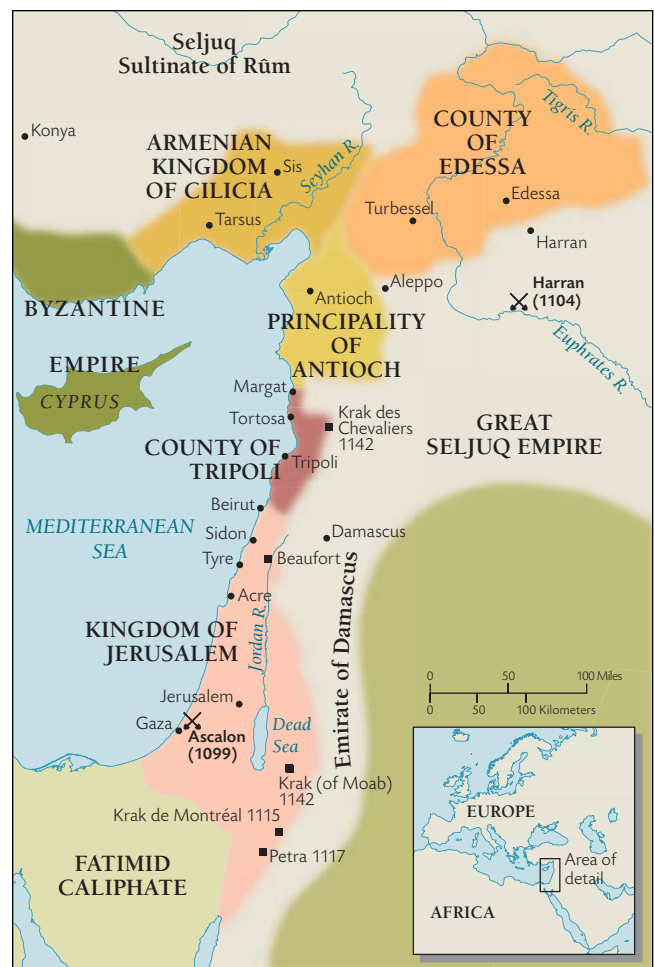 Seljuq
Sultinate of Rûm
Konya
ARMENIAN
KINGDOM
OF CILICIA
Sis
Seyhan R.
Tarsus
COUNTY
OF
EDESSA
Tigris R.
Turbessel
Edessa
Harran
Aleppo
Harran
(1104)
Euphrates R.
BYZANTINE
EMPIRE
CYPRUS
Antioch
PRINCIPALITY
OF
ANTIOCH
Margat
Tortosa
Krak des
Chevaliers
1142
COUNTY OF
TRIPOLI
Tripoli
GREAT
SELJUQ EMPIRE
Beirut
MEDITERRANEAN
SEA
Sidon
Damascus
Tyre
Beaufort
Acre
KINGDOM OF
JERUSALEM
Jordan R.
Emirate of Damascus
Jerusalem
Gaza
Ascalon
(1099)
Dead
Sea
Krak (of Moab)
1142
Krak de Montréal 1115
Petra 1117
FATIMID
CALIPHATE
0 50 100 Miles
0 50 100 Kilometers
EUROPE
Area of
detail
AFRICA